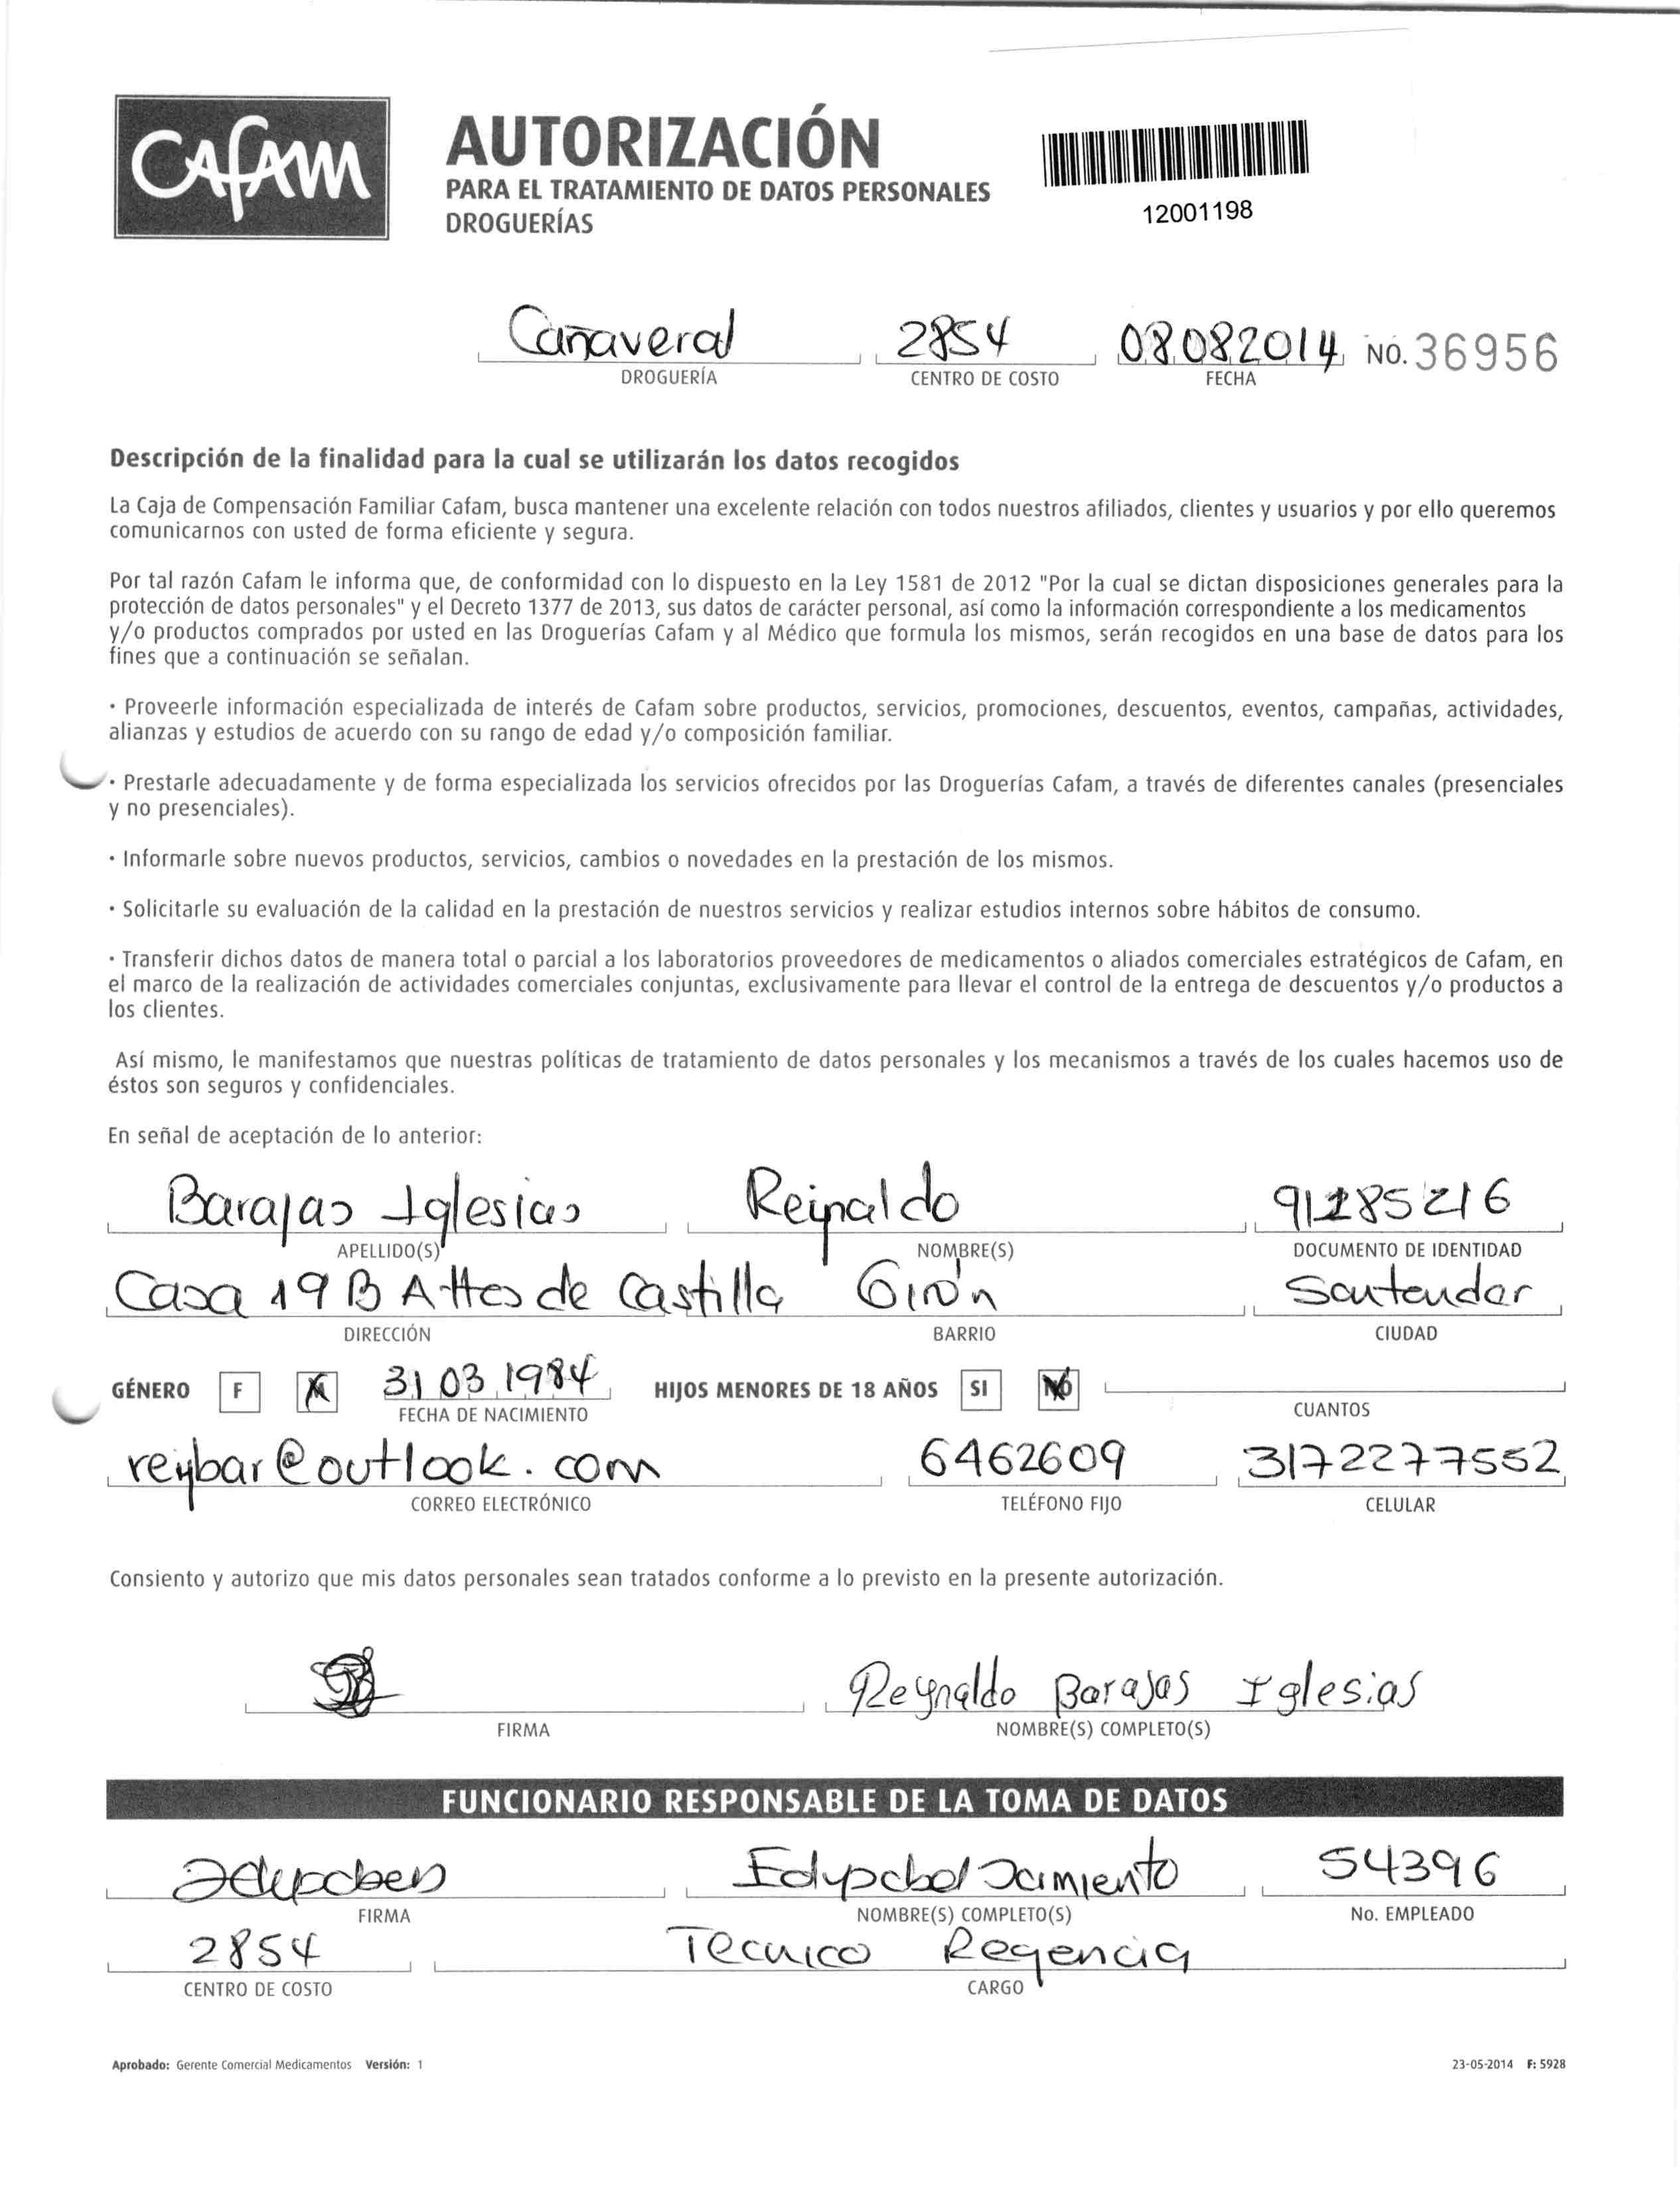 CAFAM
AUTORIZACIÓN
PARA EL TRATAMIENTO DE DATOS PERSONALES
DROGUERÍAS
12001198
Cañaveral 2854 08082014 NO. 36956
DROGUERÍA CENTRO DE COSTO FECHA
Descripción de la finalidad para la cual se utilizarán los datos recogidos
La Caja de Compensación Familiar Cafam, busca mantener una excelente relación con todos nuestros afiliados, clientes y usuarios y por ello queremos
comunicarnos con usted de forma eficiente y segura.
Por tal razón Cafam le informa que, de conformidad con lo dispuesto en la Ley 1581 de 2012 "Por la cual se dictan disposiciones generales para la
protección de datos personales" y el Decreto 1377 de 2013, sus datos de carácter personal, así como la información correspondiente a los medicamentos
y/o productos comprados por usted en las Droguerías Cafam y al Médico que formula los mismos, serán recogidos en una base de datos para los
fines que a continuación se señalan.
· Proveerle información especializada de interés de Cafam sobre productos, servicios, promociones, descuentos, eventos, campañas, actividades,
alianzas y estudios de acuerdo con su rango de edad y/o composición familiar.
· Prestarle adecuadamente y de forma especializada los servicios ofrecidos por las Droguerías Cafam, a través de diferentes canales (presenciales
y no presenciales).
· Informarle sobre nuevos productos, servicios, cambios o novedades en la prestación de los mismos.
· Solicitarle su evaluación de la calidad en la prestación de nuestros servicios y realizar estudios internos sobre hábitos de consumo.
· Transferir dichos datos de manera total o parcial a los laboratorios proveedores de medicamentos o aliados comerciales estratégicos de Cafam, en
el marco de la realización de actividades comerciales conjuntas, exclusivamente para llevar el control de la entrega de descuentos y/o productos a
los clientes.
Así mismo, le manifestamos que nuestras políticas de tratamiento de datos personales y los mecanismos a través de los cuales hacemos uso de
éstos son seguros y confidenciales.
En señal de aceptación de lo anterior:
Barajas Iglesias Reinaldo 91285216
APELLIDO(S) NOMBRE(S) DOCUMENTO DE IDENTIDAD
Casa 19 B Altos de Castilla Girón Santander
DIRECCIÓN BARRIO CIUDAD
GÉNERO F M 31 03 1984 HIJOS MENORES DE 18 AÑOS SI NO
FECHA DE NACIMIENTO CUANTOS
reybar@outlook.com 6462609 3172277552
CORREO ELECTRÓNICO TELÉFONO FIJO CELULAR
Consiento y autorizo que mis datos personales sean tratados conforme a lo previsto en la presente autorización.
Reynaldo Barajas Iglesias
FIRMA NOMBRE(S) COMPLETO(S)
FUNCIONARIO RESPONSABLE DE LA TOMA DE DATOS
Sarmiento 54396
FIRMA NOMBRE(S) COMPLETO(S) No. EMPLEADO
2854 Tecnico Regencia
CENTRO DE COSTO CARGO
Aprobado: Gerente Comercial Medicamentos Versión: 1 23-05-2014 F: 5928